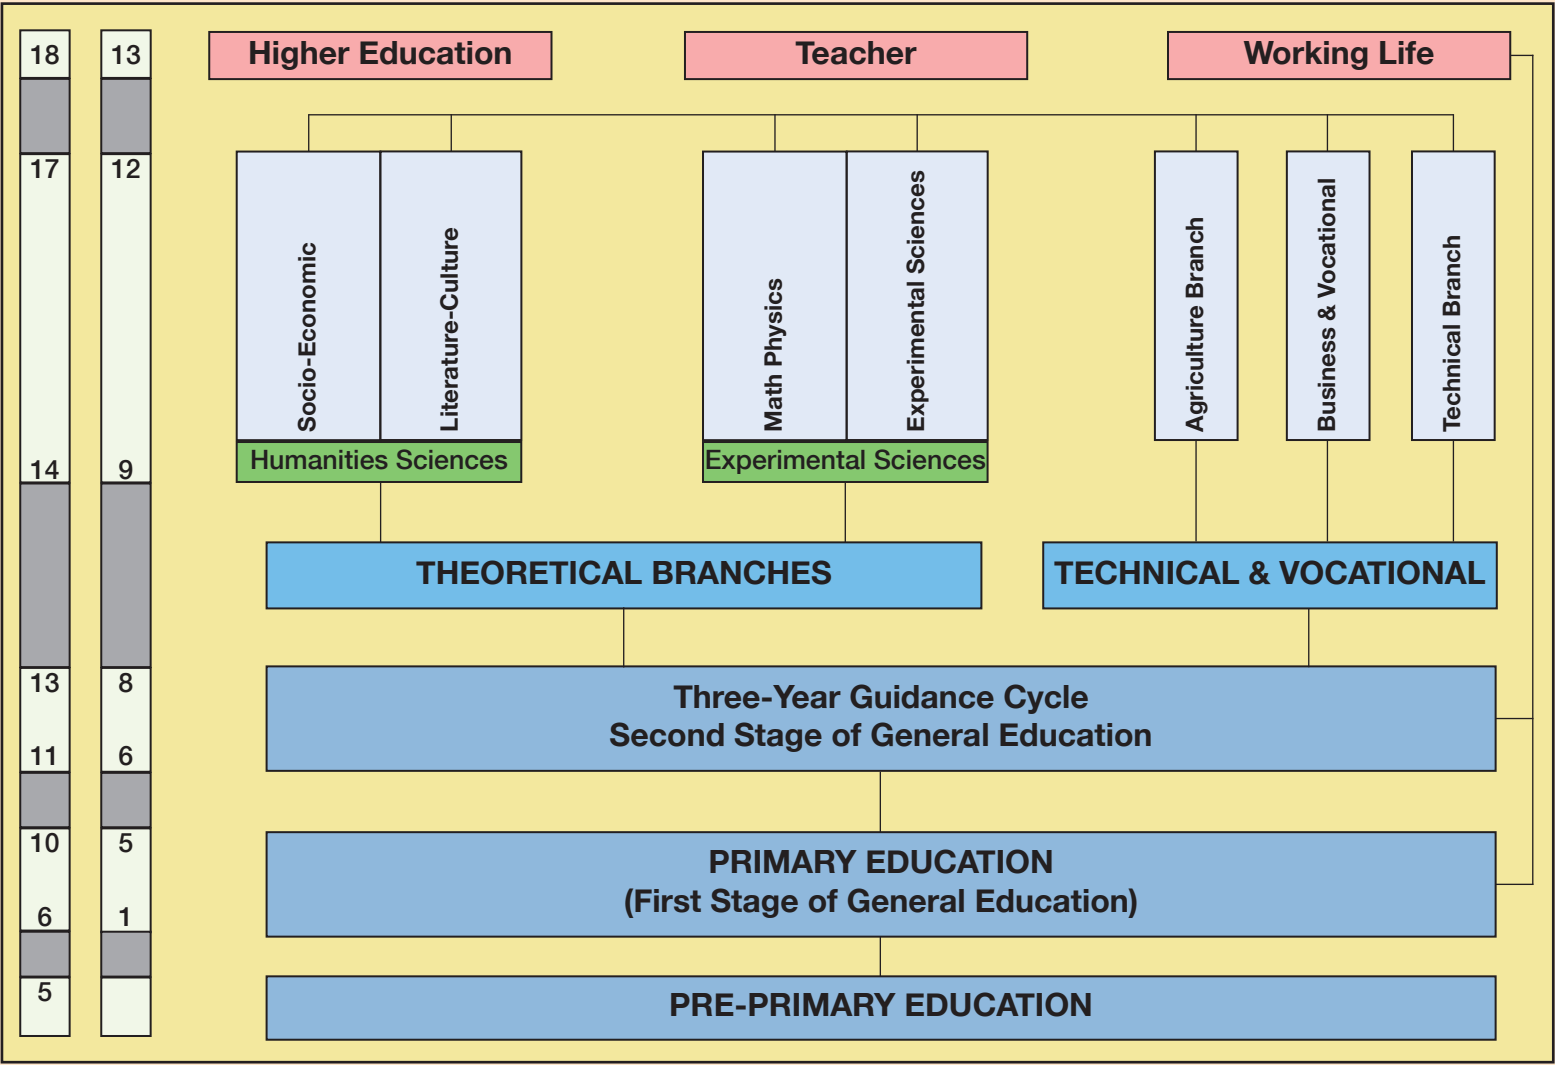 18 13 Higher Education Teacher Working Life
17 12
Socio-Economic
Literature-Culture
Math Physics
Experimental Sciences
Agriculture Branch
Business & Vocational
Technical Branch
14 9 Humanities Sciences Experimental Sciences
THEORETICAL BRANCHES TECHNICAL & VOCATIONAL
13 8 Three-Year Guidance Cycle
11 6 Second Stage of General Education
10 5 PRIMARY EDUCATION
6 1 (First Stage of General Education)
5 PRE-PRIMARY EDUCATION